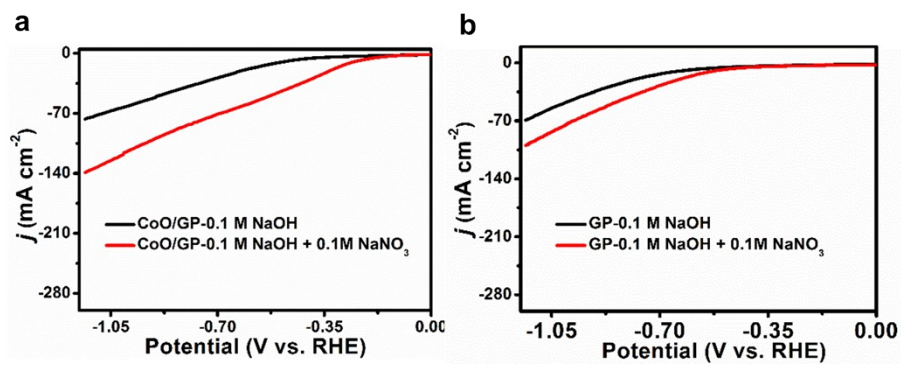 a
0
-70
-140
-210
-280
j (mA cm⁻²)
CoO/GP-0.1 M NaOH
CoO/GP-0.1 M NaOH + 0.1M NaNO₃
-1.05 -0.70 -0.35 0.00
Potential (V vs. RHE)
b
0
-70
-140
-210
-280
j (mA cm⁻²)
GP-0.1 M NaOH
GP-0.1 M NaOH + 0.1M NaNO₃
-1.05 -0.70 -0.35 0.00
Potential (V vs. RHE)